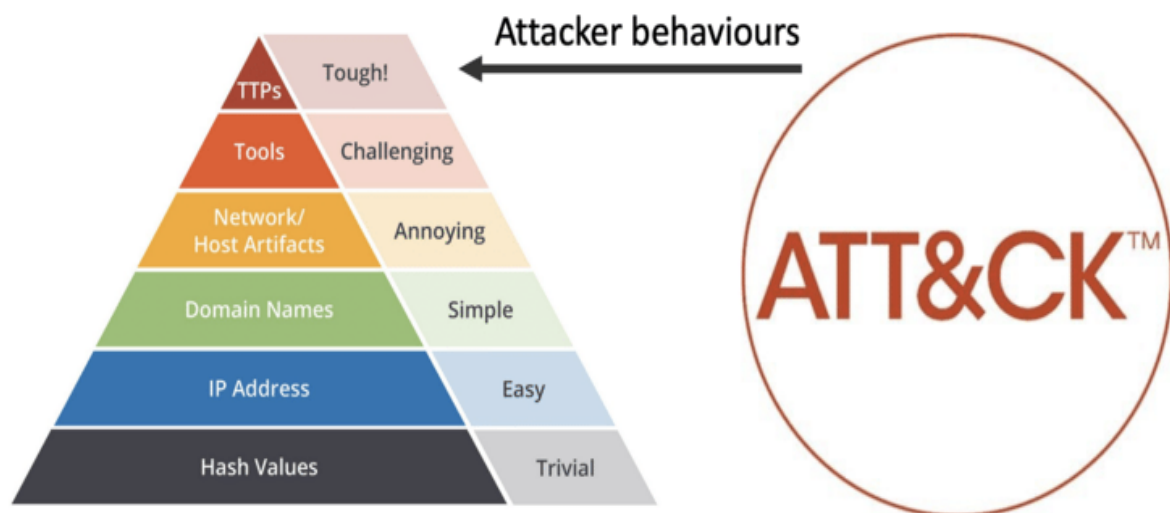 Attacker behaviours
TTPs
Tough!
Tools
Challenging
Network/
Host Artifacts
Annoying
Domain Names
Simple
IP Address
Easy
Hash Values
Trivial
ATT&CK™